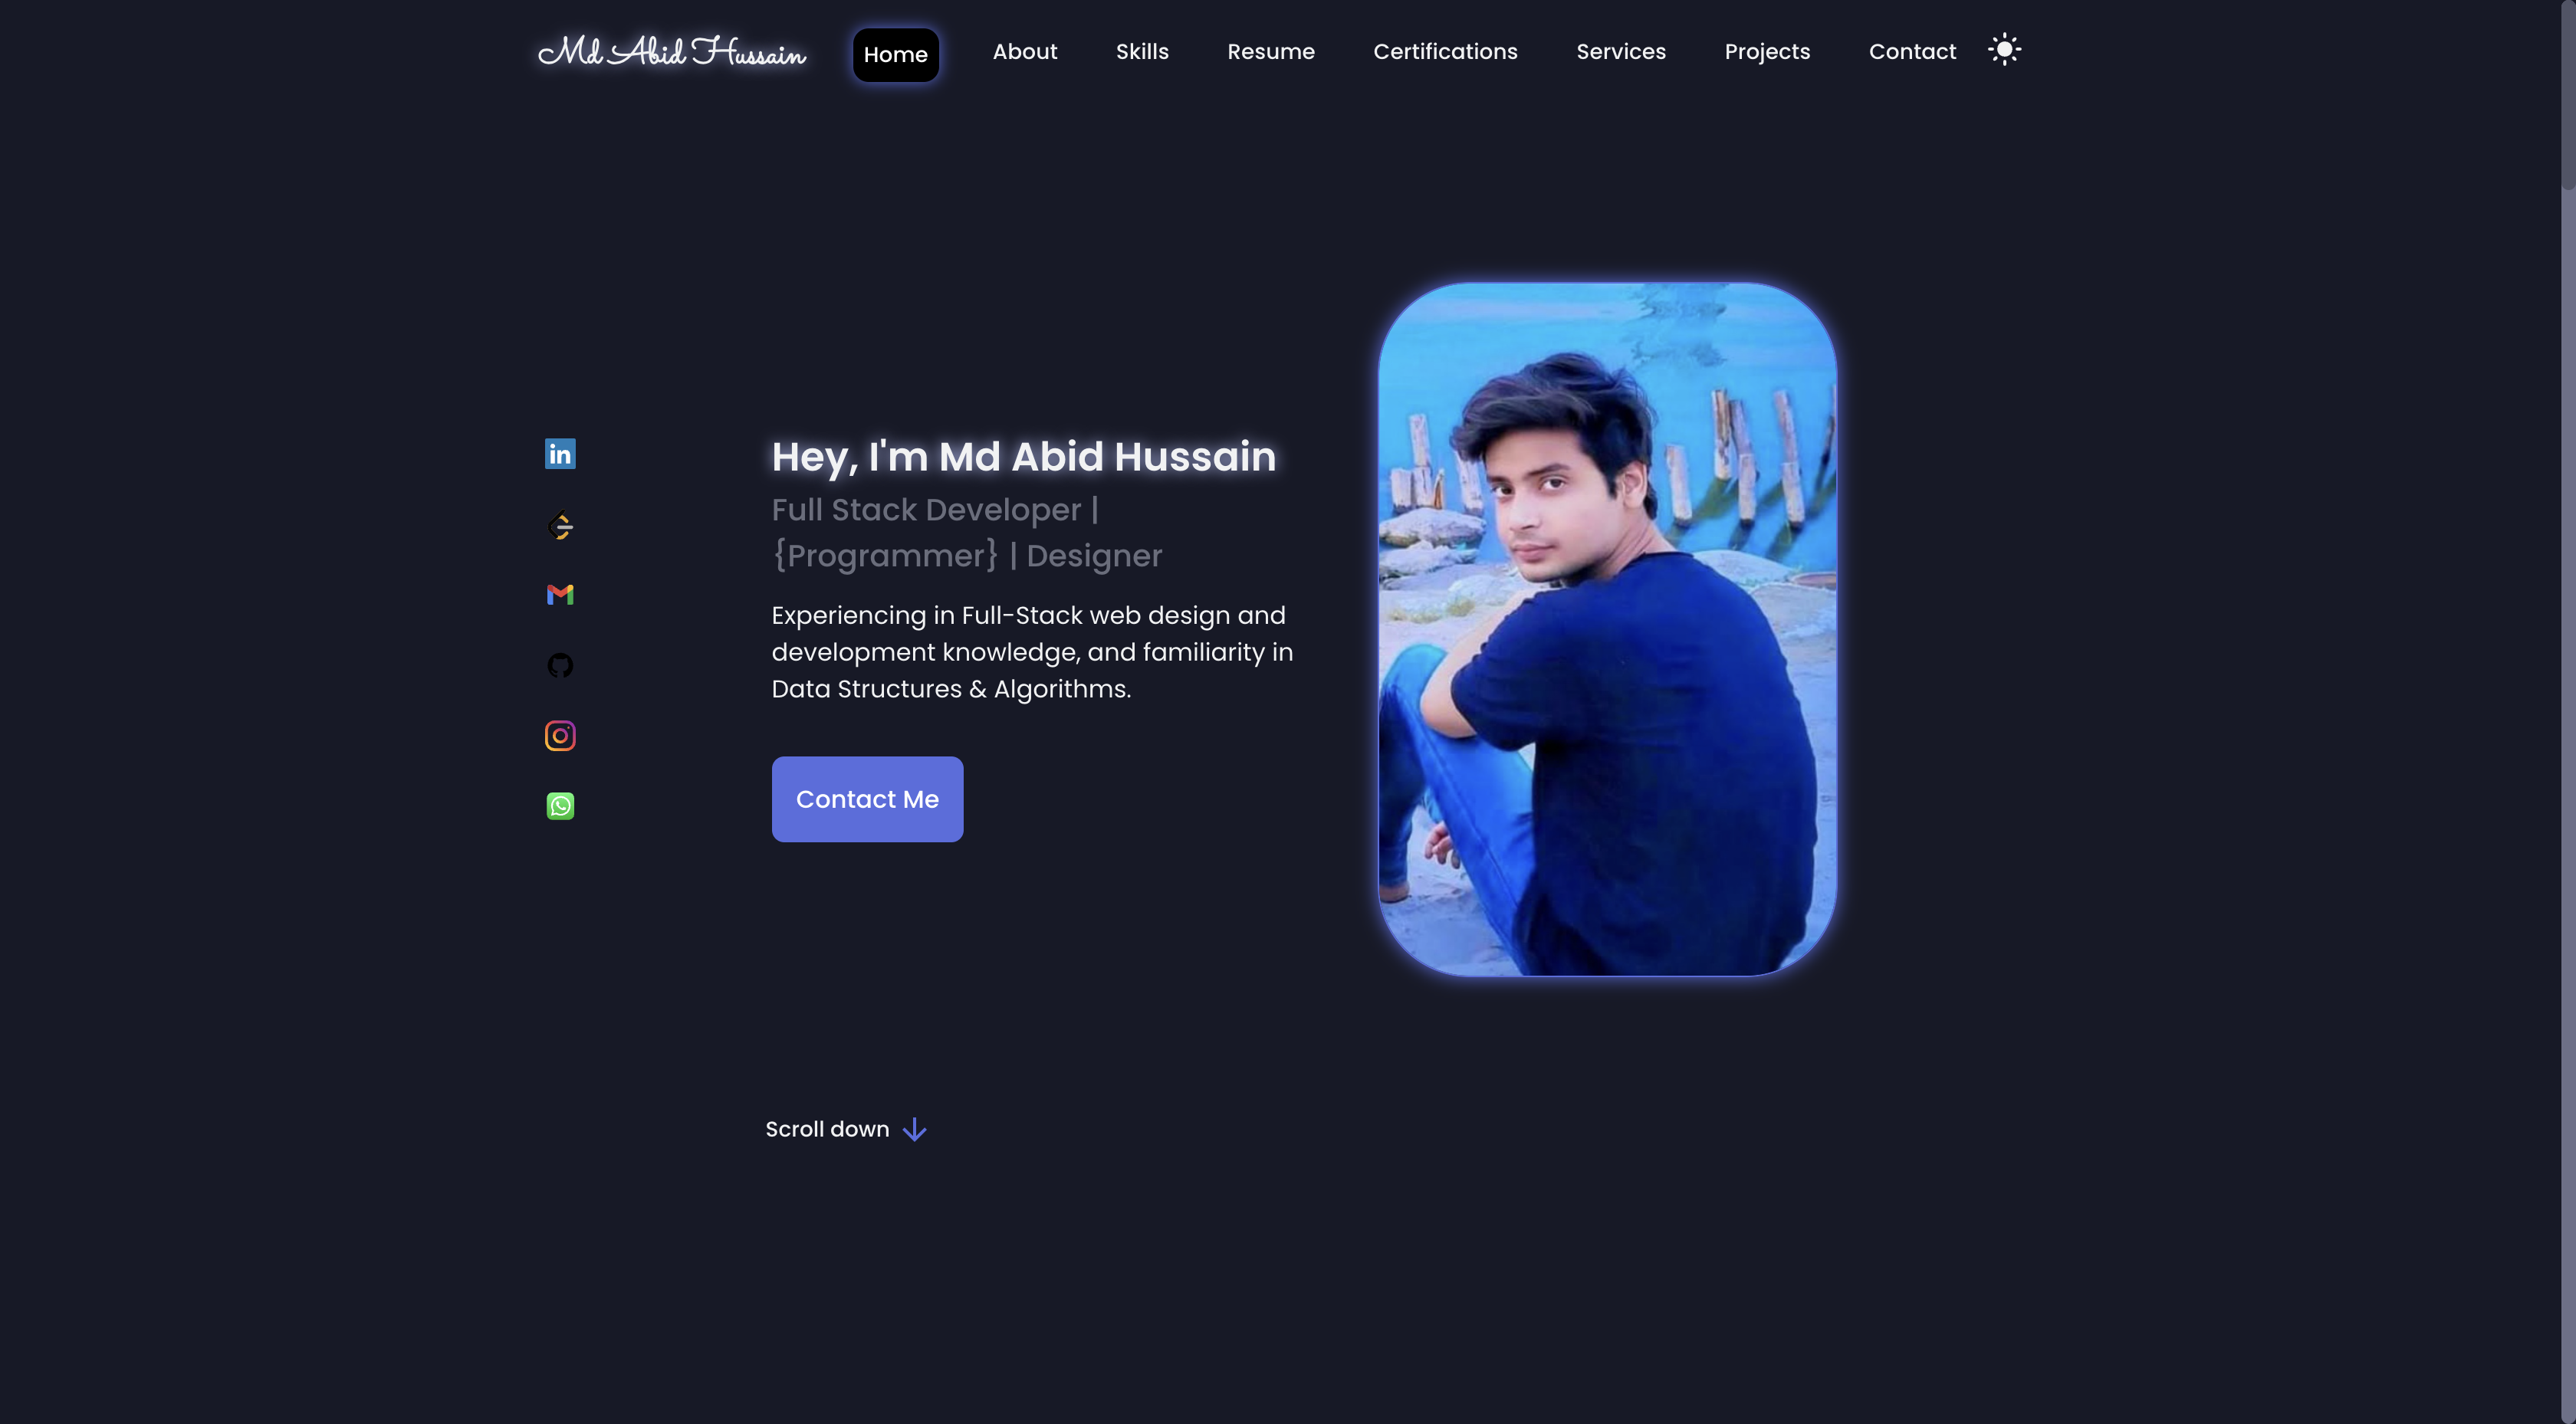 Md Abid Hussain
Home
About
Skills
Resume
Certifications
Services
Projects
Contact
in
Hey, I'm Md Abid Hussain
Full Stack Developer |
{Programmer} | Designer
Experiencing in Full-Stack web design and
development knowledge, and familiarity in
Data Structures & Algorithms.
Contact Me
Scroll down